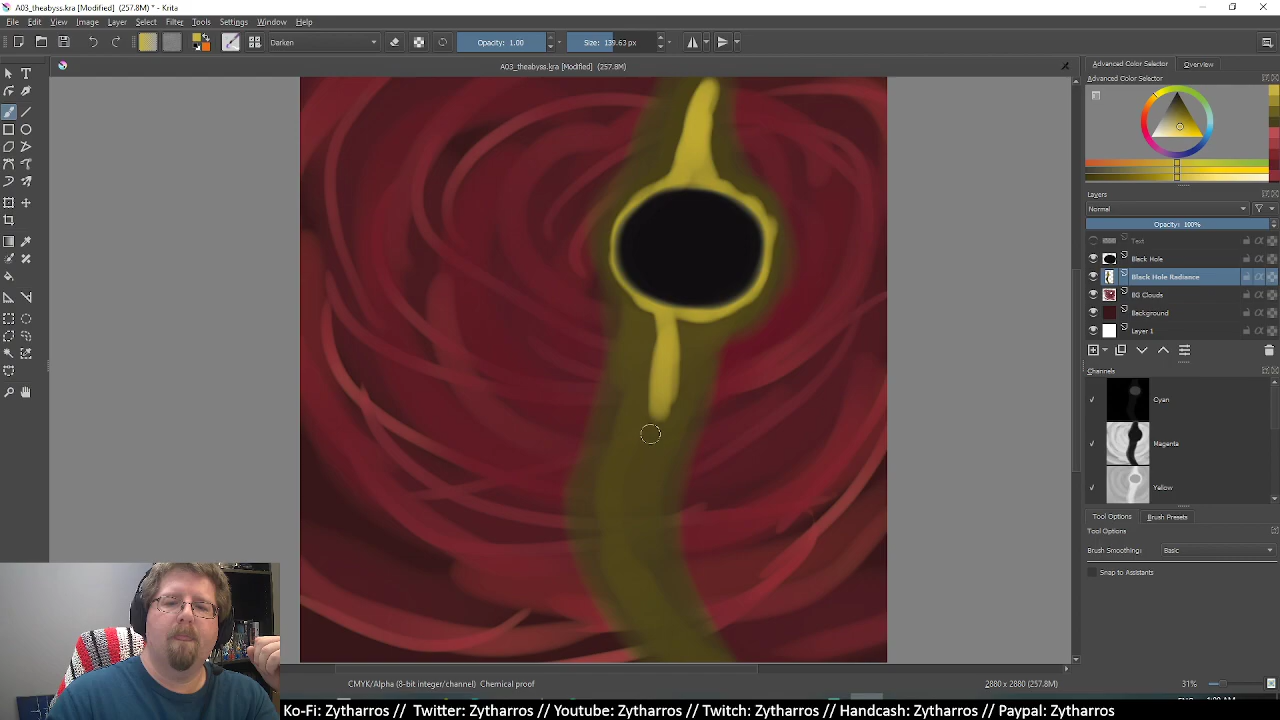 A03_theabyss.kra [Modified] (257.8M) * - Krita
File Edit View Image Layer Select Filter Tools Settings Window Help
Darken Opacity: 1.00 Size: 139.63 px
A03_theabyss.kra [Modified] (257.8M)
Advanced Color Selector Overview
Advanced Color Selector
Layers
Normal
Opacity: 100%
Text
Black Hole
Black Hole Radiance
BG Clouds
Background
Layer 1
Channels
Cyan
Magenta
Yellow
Tool Options Brush Presets
Tool Options
Brush Smoothing: Basic
Snap to Assistants
CMYK/Alpha (8-bit integer/channel) Chemical proof 2880 x 2880 (257.8M) 31%
Ko-Fi: Zytharros // Twitter: Zytharros // Youtube: Zytharros // Twitch: Zytharros // Handcash: Zytharros // Paypal: Zytharros